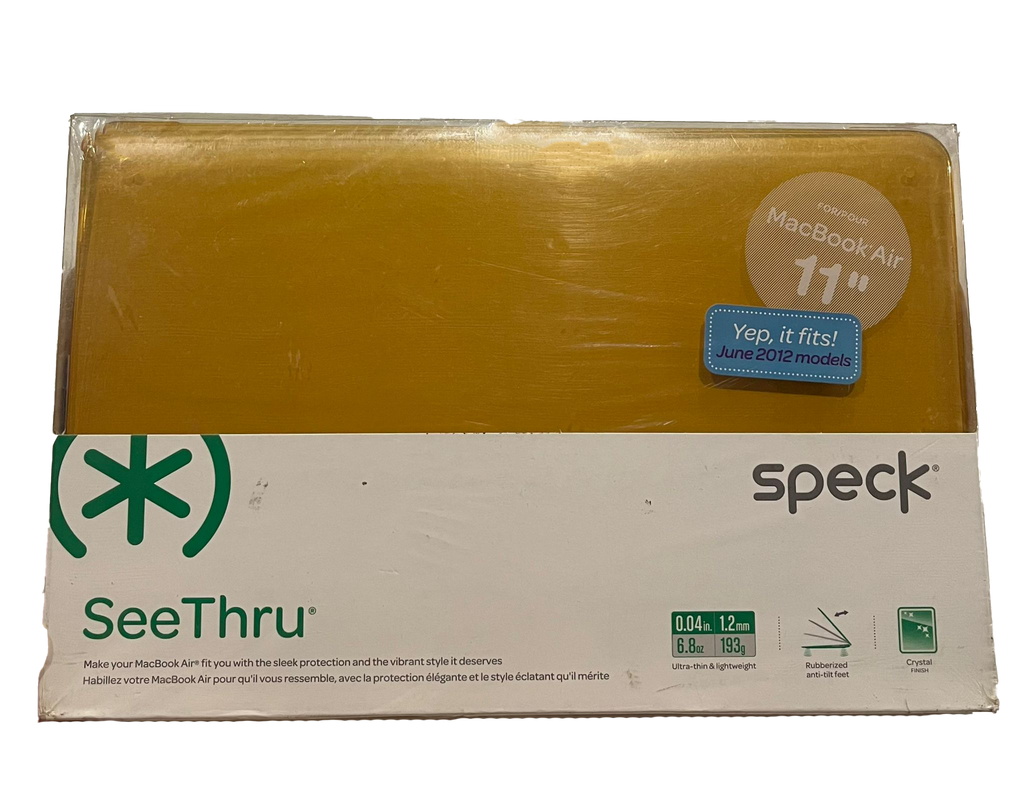 FOR/POUR
MacBook Air
11"
Yep, it fits!
June 2012 models
speck®
SeeThru®
Make your MacBook Air® fit you with the sleek protection and the vibrant style it deserves
Habillez votre MacBook Air pour qu'il vous ressemble, avec la protection élégante et le style éclatant qu'il mérite
0.04in. 1.2mm
6.8oz 193g
Ultra-thin & lightweight
Rubberized
anti-tilt feet
Crystal
FINISH